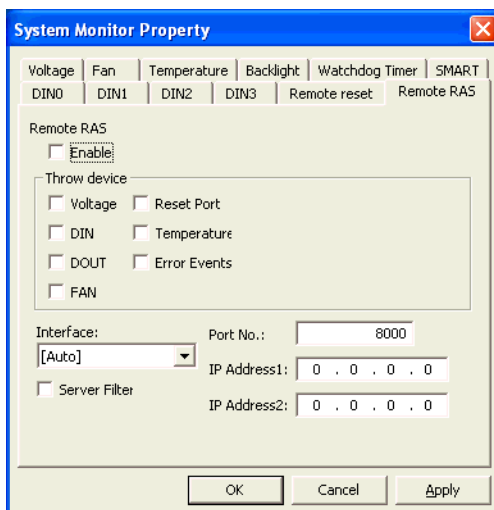 System Monitor Property
Voltage Fan Temperature Backlight Watchdog Timer SMART
DIN0 DIN1 DIN2 DIN3 Remote reset Remote RAS
Remote RAS
Enable
Throw device
Voltage Reset Port
DIN Temperature
DOUT Error Events
FAN
Interface: Port No.: 8000
[Auto]
IP Address1: 0 . 0 . 0 . 0
Server Filter
IP Address2: 0 . 0 . 0 . 0
OK Cancel Apply